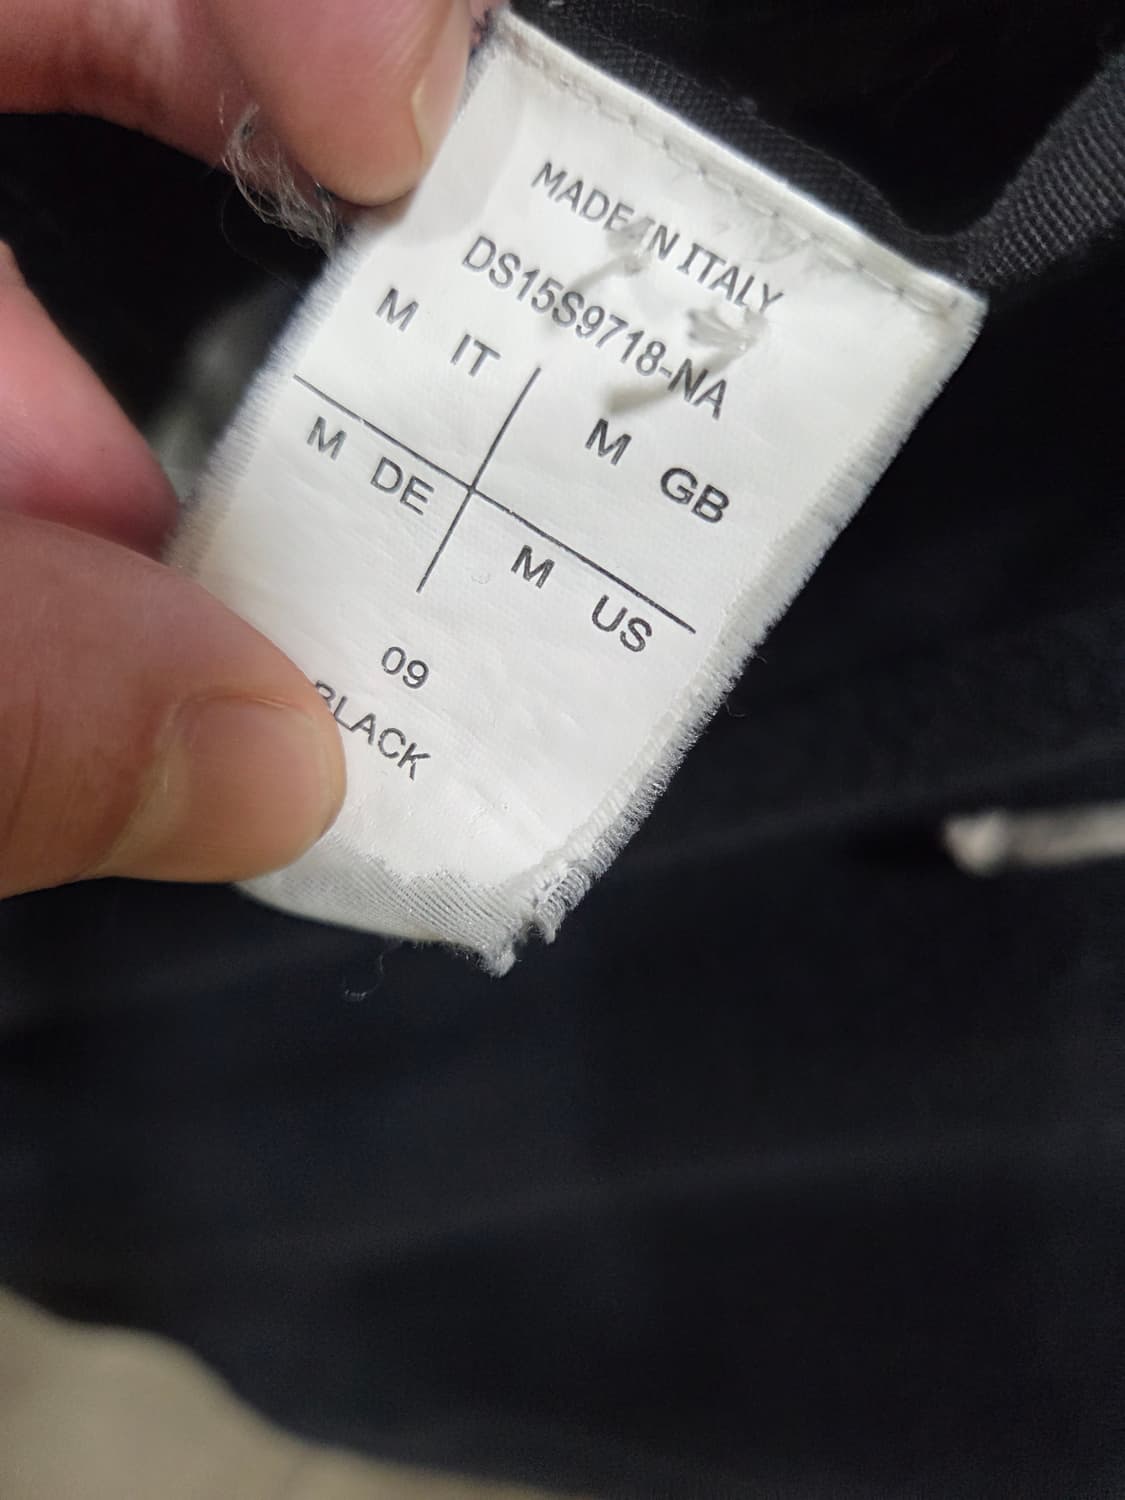 MADE IN ITALY
DS15S9718-NA
M IT M GB
M DE M US
09
BLACK